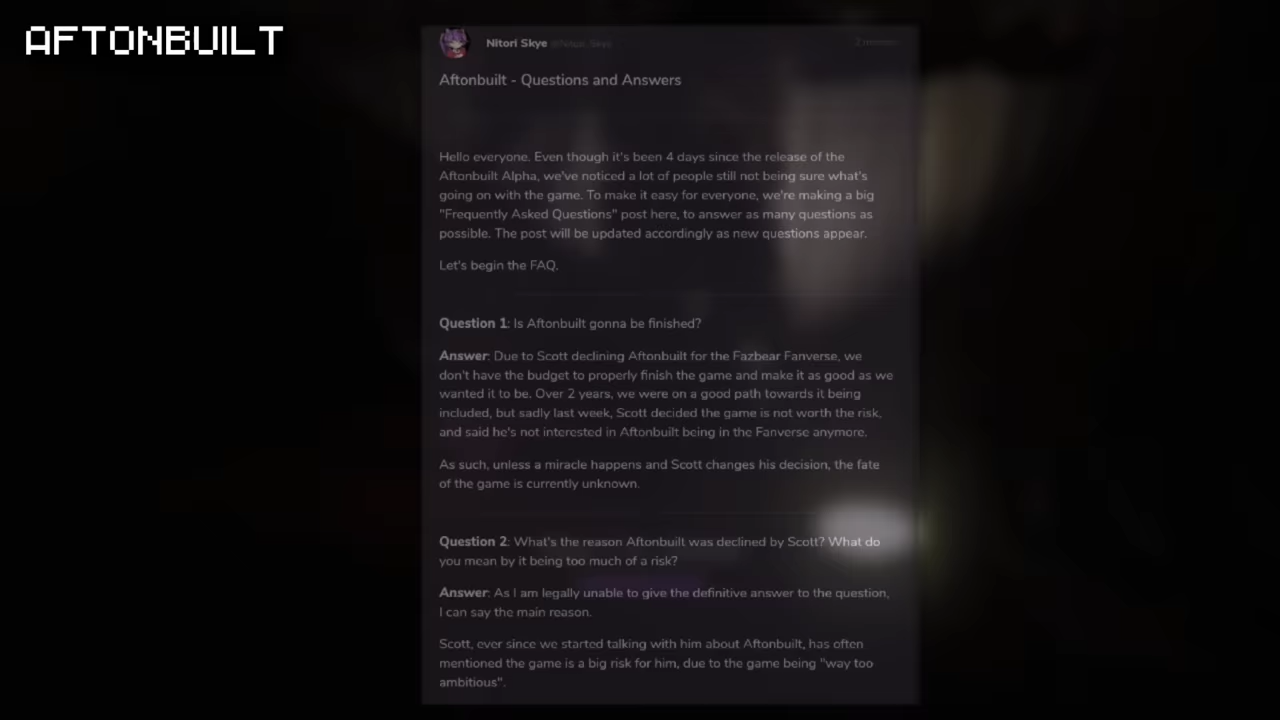 AFTONBUILT
Nitori Skye @Nitori_Skye
Aftonbuilt - Questions and Answers
Hello everyone. Even though it's been 4 days since the release of the
Aftonbuilt Alpha, we've noticed a lot of people still not being sure what's
going on with the game. To make it easy for everyone, we're making a big
"Frequently Asked Questions" post here, to answer as many questions as
possible. The post will be updated accordingly as new questions appear.
Let's begin the FAQ.
Question 1: Is Aftonbuilt gonna be finished?
Answer: Due to Scott declining Aftonbuilt for the Fazbear Fanverse, we
don't have the budget to properly finish the game and make it as good as we
wanted it to be. Over 2 years, we were on a good path towards it being
included, but sadly last week, Scott decided the game is not worth the risk,
and said he's not interested in Aftonbuilt being in the Fanverse anymore.
As such, unless a miracle happens and Scott changes his decision, the fate
of the game is currently unknown.
Question 2: What's the reason Aftonbuilt was declined by Scott? What do
you mean by it being too much of a risk?
Answer: As I am legally unable to give the definitive answer to the question,
I can say the main reason.
Scott, ever since we started talking with him about Aftonbuilt, has often
mentioned the game is a big risk for him, due to the game being "way too
ambitious".